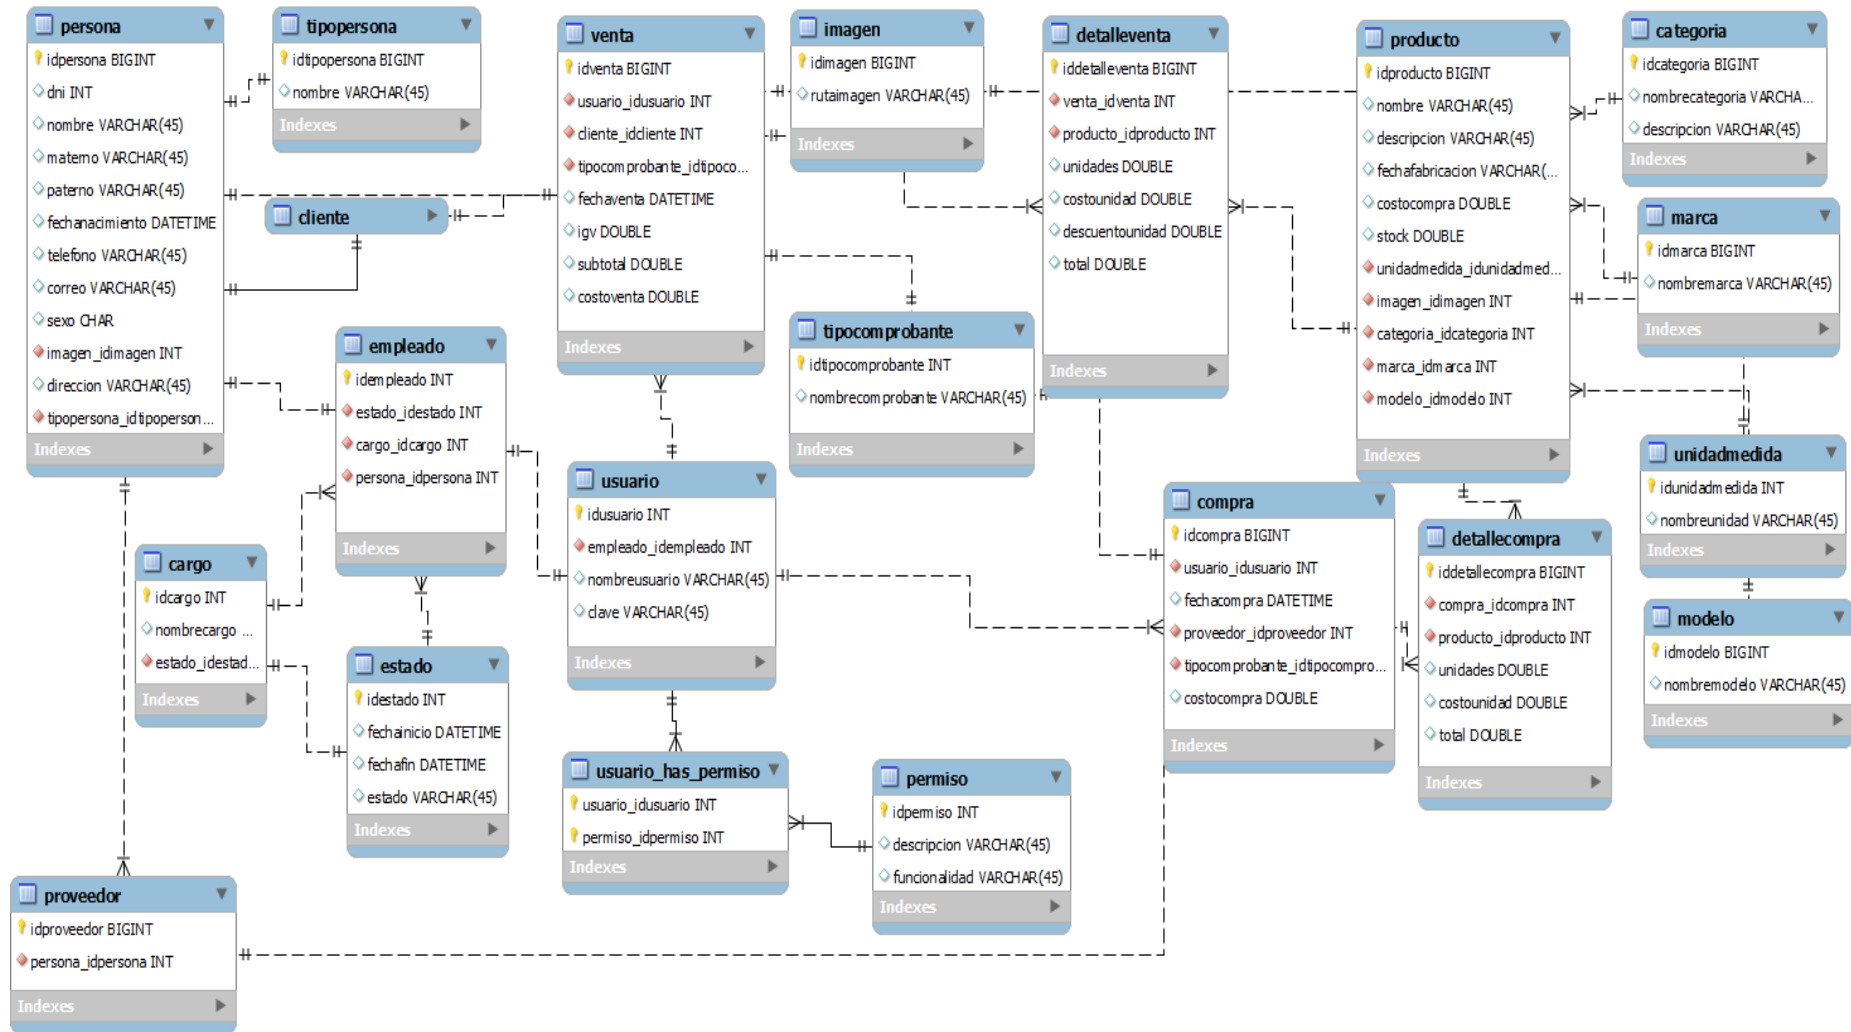 persona
idpersona BIGINT
dni INT
nombre VARCHAR(45)
materno VARCHAR(45)
paterno VARCHAR(45)
fechanacimiento DATETIME
telefono VARCHAR(45)
correo VARCHAR(45)
sexo CHAR
imagen_idimagen INT
direccion VARCHAR(45)
tipopersona_idtipoperson...
Indexes
tipopersona
idtipopersona BIGINT
nombre VARCHAR(45)
Indexes
cliente
venta
idventa BIGINT
usuario_idusuario INT
cliente_idcliente INT
tipocomprobante_idtipoco...
fechaventa DATETIME
igv DOUBLE
subtotal DOUBLE
costoventa DOUBLE
Indexes
imagen
idimagen BIGINT
rutaimagen VARCHAR(45)
Indexes
detalleventa
iddetalleventa BIGINT
venta_idventa INT
producto_idproducto INT
unidades DOUBLE
costounidad DOUBLE
descuentounidad DOUBLE
total DOUBLE
Indexes
producto
idproducto BIGINT
nombre VARCHAR(45)
descripcion VARCHAR(45)
fechafabricacion VARCHAR(...
costocompra DOUBLE
stock DOUBLE
unidadmedida_idunidadmed...
imagen_idimagen INT
categoria_idcategoria INT
marca_idmarca INT
modelo_idmodelo INT
Indexes
categoria
idcategoria BIGINT
nombrecategoria VARCHA...
descripcion VARCHAR(45)
Indexes
marca
idmarca BIGINT
nombremarca VARCHAR(45)
Indexes
empleado
idempleado INT
estado_idestado INT
cargo_idcargo INT
persona_idpersona INT
Indexes
tipocomprobante
idtipocomprobante INT
nombrecomprobante VARCHAR(45)
Indexes
unidadmedida
idunidadmedida INT
nombreunidad VARCHAR(45)
Indexes
usuario
idusuario INT
empleado_idempleado INT
nombreusuario VARCHAR(45)
clave VARCHAR(45)
Indexes
compra
idcompra BIGINT
usuario_idusuario INT
fechacompra DATETIME
proveedor_idproveedor INT
tipocomprobante_idtipocompro...
costocompra DOUBLE
Indexes
detallecompra
iddetallecompra BIGINT
compra_idcompra INT
producto_idproducto INT
unidades DOUBLE
costounidad DOUBLE
total DOUBLE
Indexes
modelo
idmodelo BIGINT
nombremodelo VARCHAR(45)
Indexes
cargo
idcargo INT
nombrecargo ...
estado_idestad...
Indexes
estado
idestado INT
fechainicio DATETIME
fechafin DATETIME
estado VARCHAR(45)
Indexes
usuario_has_permiso
usuario_idusuario INT
permiso_idpermiso INT
Indexes
permiso
idpermiso INT
descripcion VARCHAR(45)
funcionalidad VARCHAR(45)
Indexes
proveedor
idproveedor BIGINT
persona_idpersona INT
Indexes